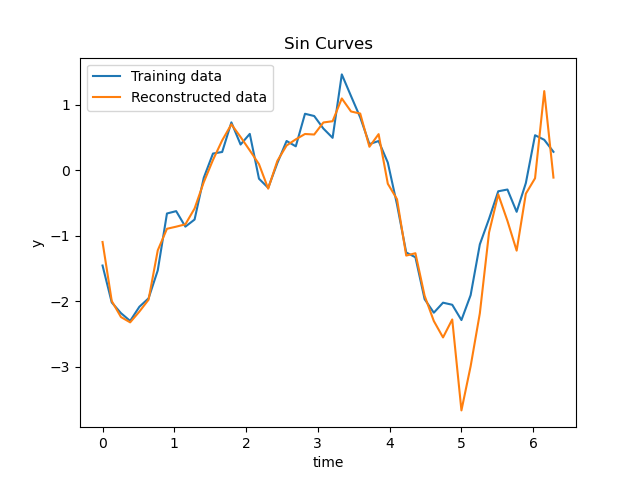 Sin Curves
Training data
Reconstructed data
1
0
−1
−2
−3
y
0 1 2 3 4 5 6
time